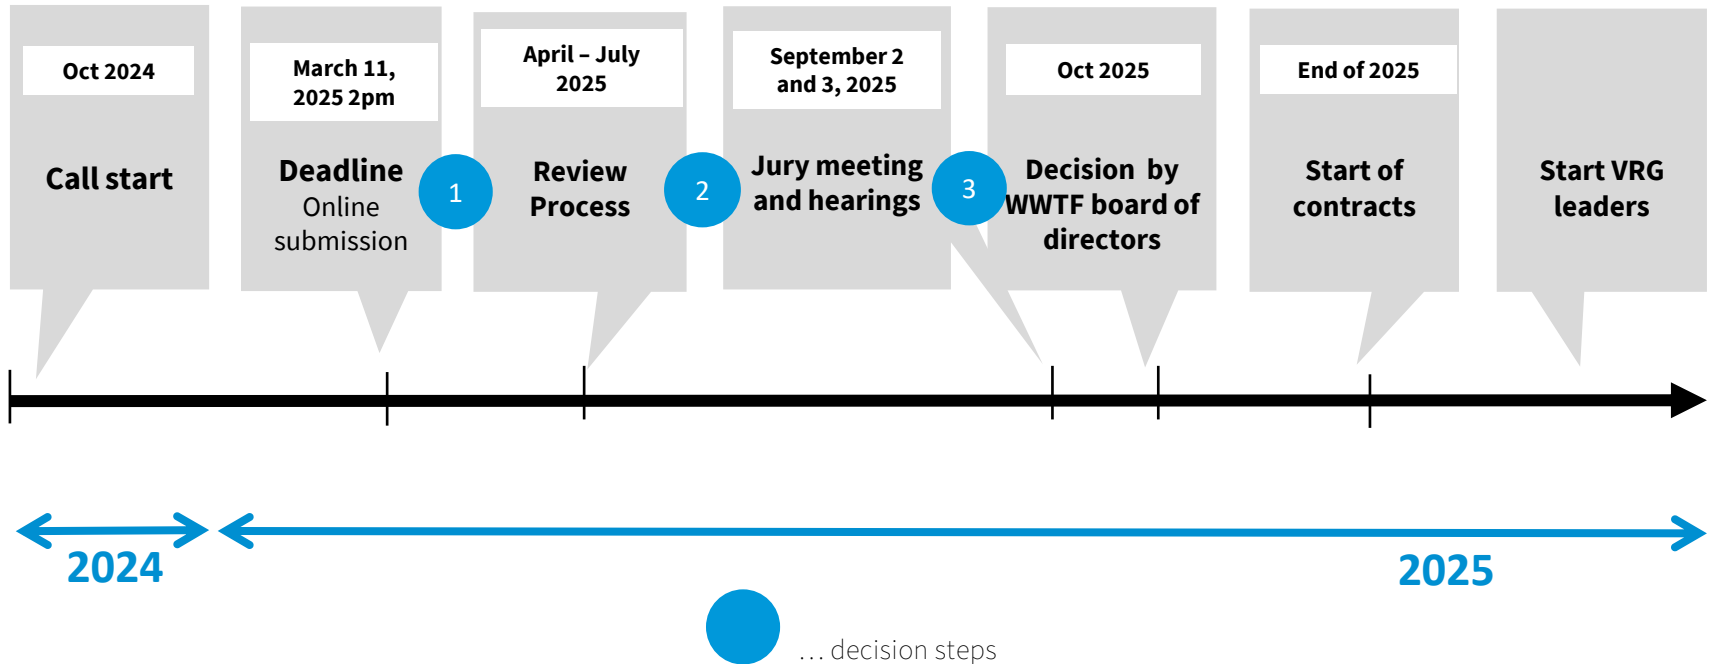 Oct 2024
Call start
March 11,
2025 2pm
Deadline
Online
submission
1
April – July
2025
Review
Process
2
September 2
and 3, 2025
Jury meeting
and hearings
3
Oct 2025
Decision by
WWTF board of
directors
End of 2025
Start of
contracts
Start VRG
leaders
2024
2025
... decision steps